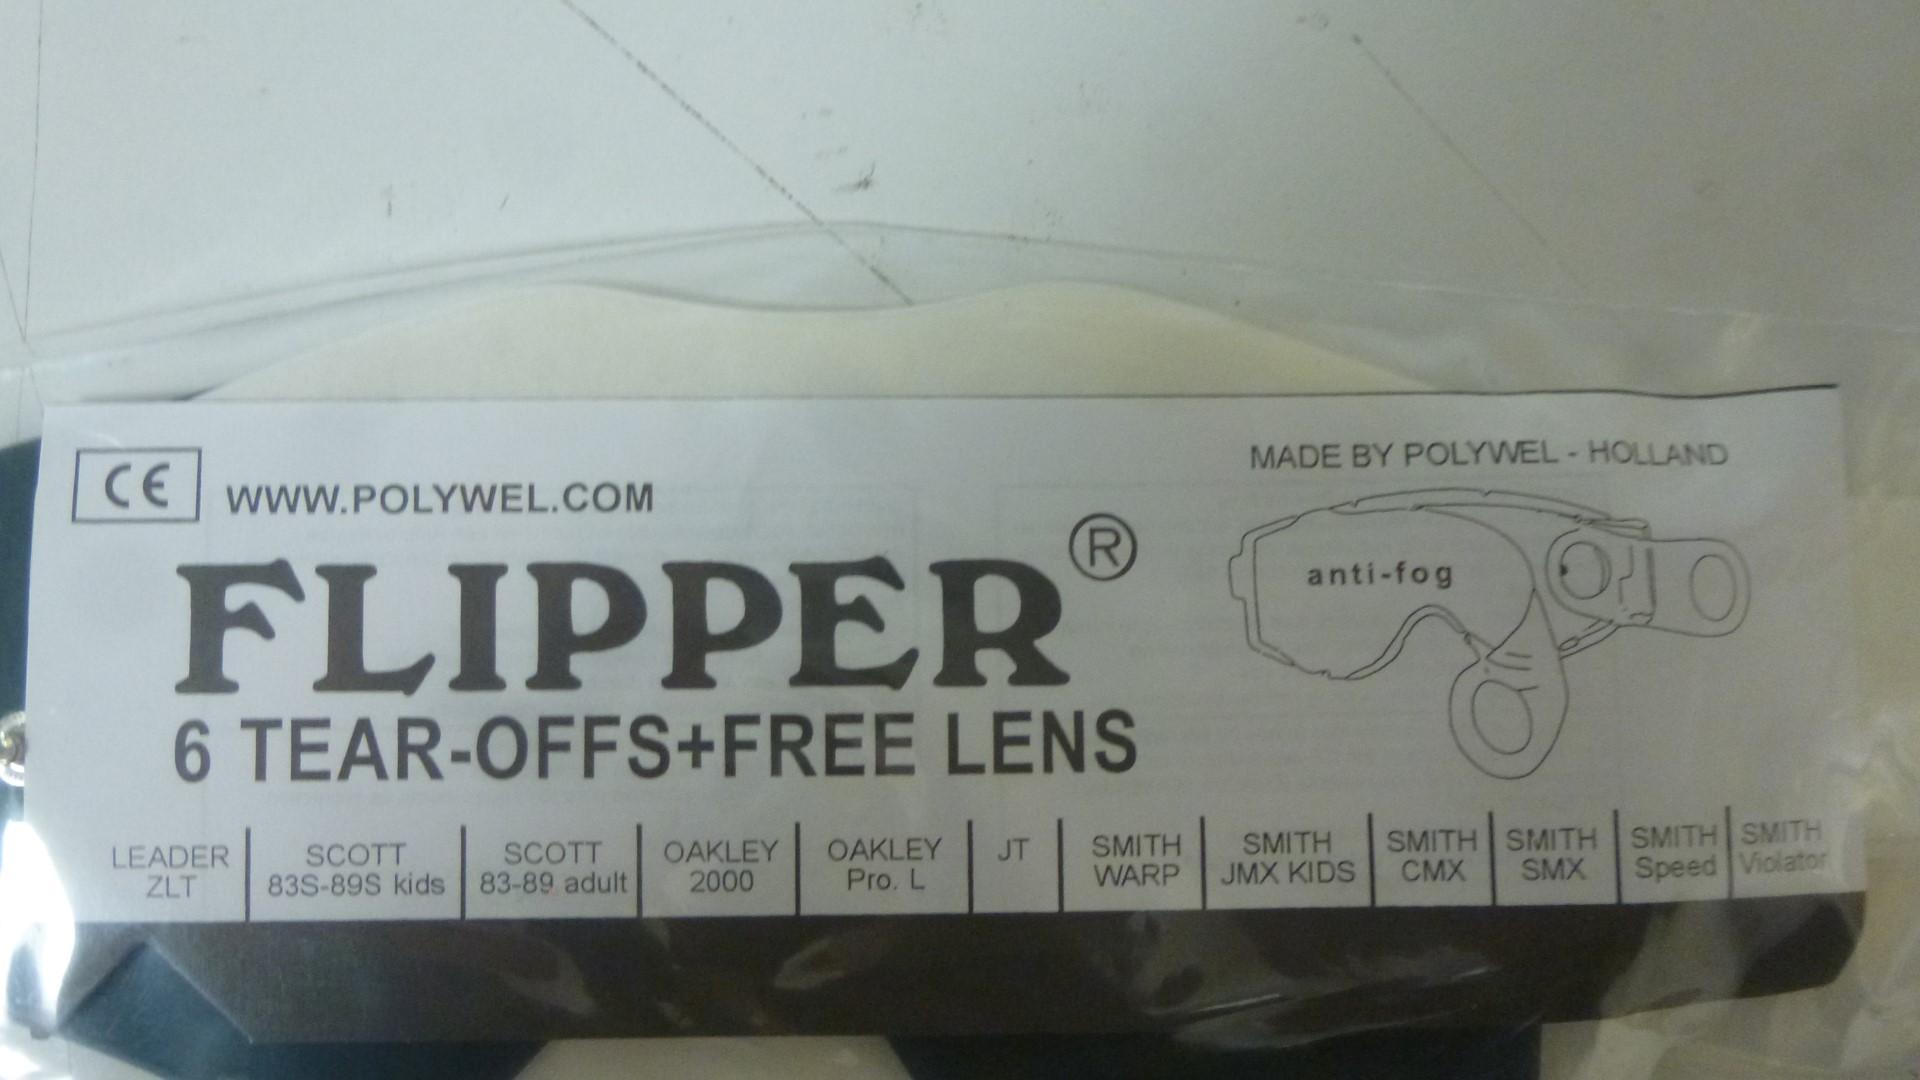 CE
WWW.POLYWEL.COM
MADE BY POLYWEL - HOLLAND
FLIPPER®
anti-fog
6 TEAR-OFFS+FREE LENS
LEADER
ZLT
SCOTT
83S-89S kids
SCOTT
83-89 adult
OAKLEY
2000
OAKLEY
Pro. L
JT
SMITH
WARP
SMITH
JMX KIDS
SMITH
CMX
SMITH
SMX
SMITH
Speed
SMITH
Violator